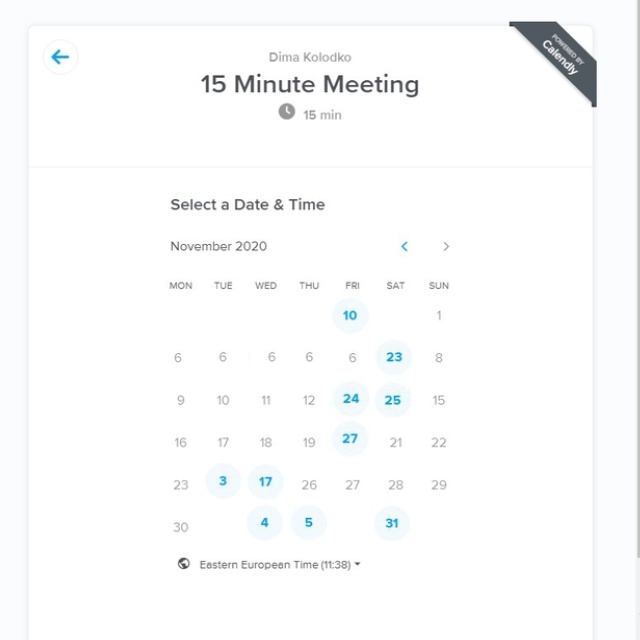 POWERED BY
Calendly
Dima Kolodko
15 Minute Meeting
15 min
Select a Date & Time
November 2020
MON TUE WED THU FRI SAT SUN
10 1
6 6 6 6 6 23 8
9 10 11 12 24 25 15
16 17 18 19 27 21 22
23 3 17 26 27 28 29
30 4 5 31
Eastern European Time (11:38)